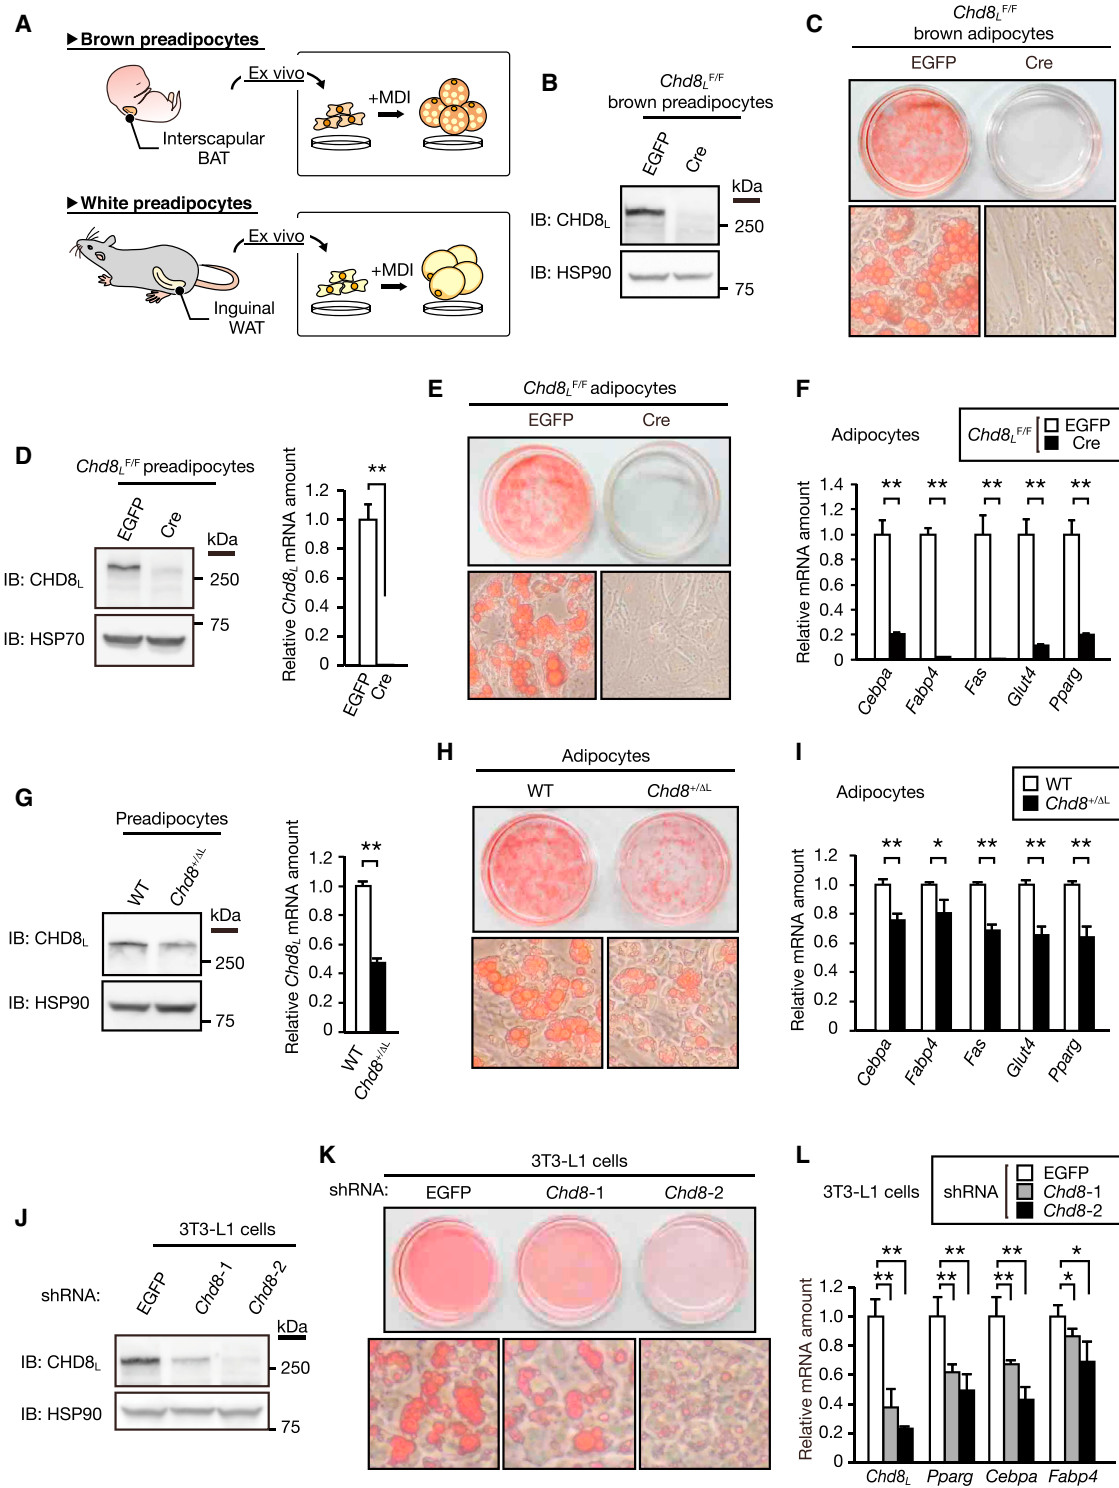 A
▶Brown preadipocytes
Ex vivo
+MDI
Interscapular
BAT
▶White preadipocytes
Ex vivo
+MDI
Inguinal
WAT
B
Chd8LF/F
brown preadipocytes
EGFP
Cre
kDa
IB: CHD8L
250
IB: HSP90
75
C
Chd8LF/F
brown adipocytes
EGFP Cre
D
Chd8LF/F preadipocytes
EGFP
Cre
kDa
IB: CHD8L
250
75
IB: HSP70
Relative Chd8L mRNA amount
**
1.2
1.0
0.8
0.6
0.4
0.2
0
EGFP
Cre
E
Chd8LF/F adipocytes
EGFP Cre
F
Adipocytes
Chd8LF/F
EGFP
Cre
Relative mRNA amount
** ** ** ** **
1.4
1.2
1.0
0.8
0.6
0.4
0.2
0
Cebpa
Fabp4
Fas
Glut4
Pparg
G
Preadipocytes
WT
Chd8+/ΔL
kDa
IB: CHD8L
250
IB: HSP90
75
Relative Chd8L mRNA amount
**
1.2
1.0
0.8
0.6
0.4
0.2
0
WT
Chd8+/ΔL
H
Adipocytes
WT Chd8+/ΔL
I
Adipocytes
WT
Chd8+/ΔL
Relative mRNA amount
** * ** ** **
1.2
1.0
0.8
0.6
0.4
0.2
0
Cebpa
Fabp4
Fas
Glut4
Pparg
J
3T3-L1 cells
shRNA:
EGFP
Chd8-1
Chd8-2
kDa
IB: CHD8L
250
IB: HSP90
75
K
3T3-L1 cells
shRNA: EGFP Chd8-1 Chd8-2
L
3T3-L1 cells
shRNA
EGFP
Chd8-1
Chd8-2
Relative mRNA amount
** ** ** *
** ** ** *
1.2
1.0
0.8
0.6
0.4
0.2
0
Chd8L Pparg Cebpa Fabp4